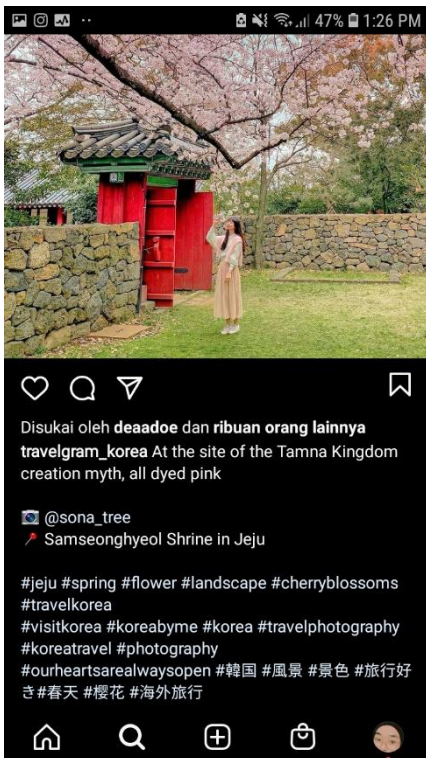 47% 1:26 PM
Disukai oleh deaadoe dan ribuan orang lainnya
travelgram_korea At the site of the Tamna Kingdom
creation myth, all dyed pink
@sona_tree
Samseonghyeol Shrine in Jeju
#jeju #spring #flower #landscape #cherryblossoms
#travelkorea
#visitkorea #koreabyme #korea #travelphotography
#koreatravel #photography
#ourheartsarealwaysopen #韓国 #風景 #景色 #旅行好
き#春天 #樱花 #海外旅行